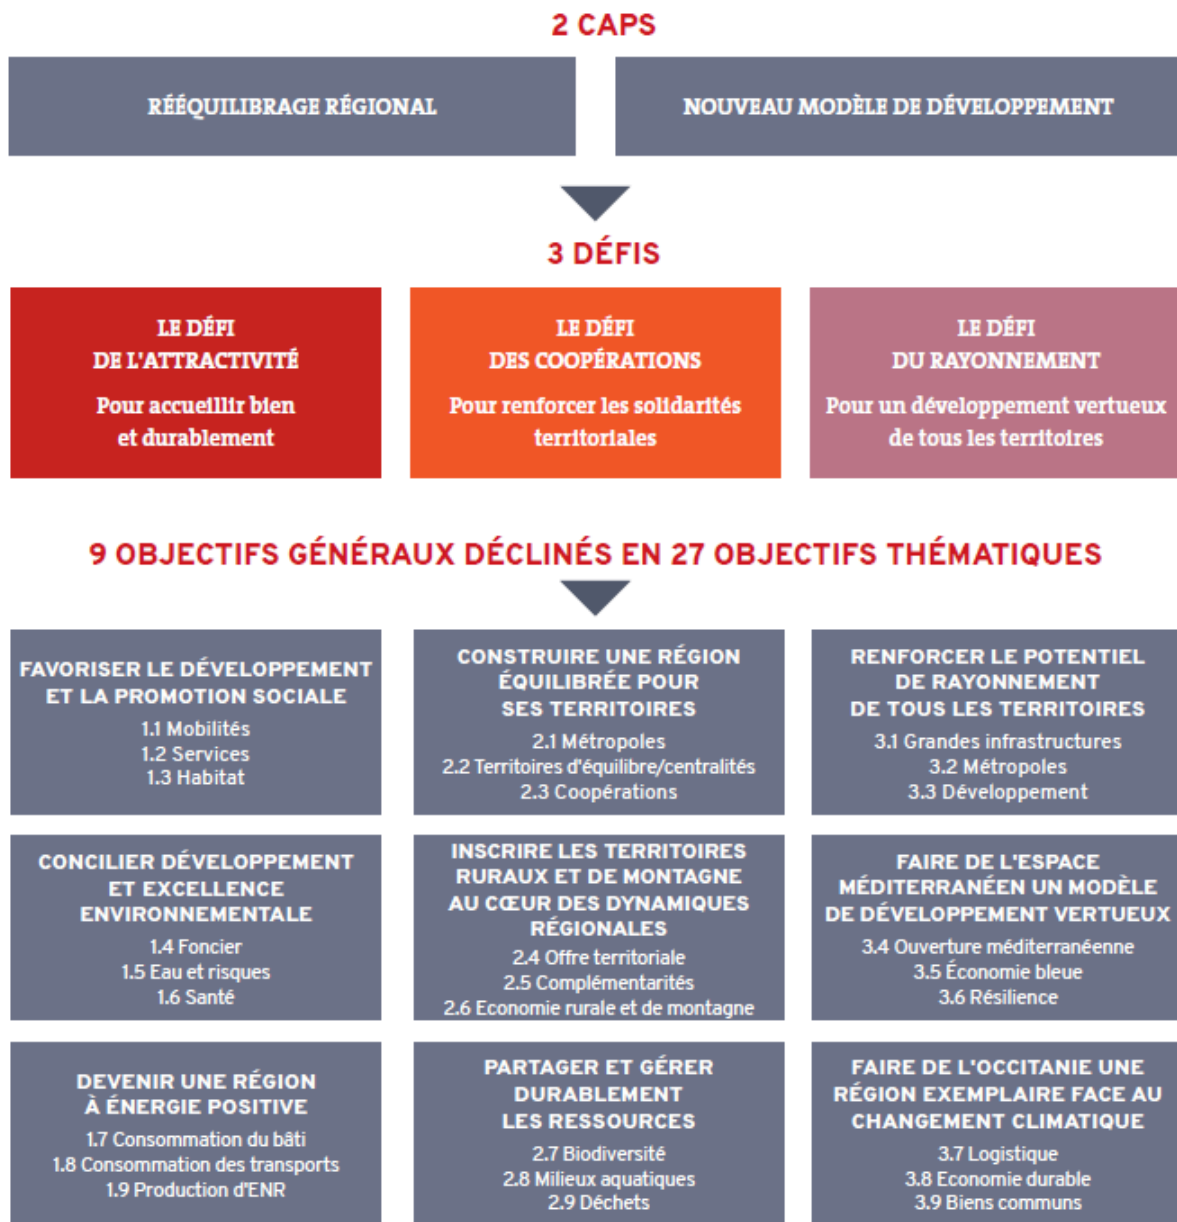 2 CAPS
RÉÉQUILIBRAGE RÉGIONAL
NOUVEAU MODÈLE DE DÉVELOPPEMENT
3 DÉFIS
LE DÉFI
DE L'ATTRACTIVITÉ
Pour accueillir bien
et durablement
LE DÉFI
DES COOPÉRATIONS
Pour renforcer les solidarités
territoriales
LE DÉFI
DU RAYONNEMENT
Pour un développement vertueux
de tous les territoires
9 OBJECTIFS GÉNÉRAUX DÉCLINÉS EN 27 OBJECTIFS THÉMATIQUES
FAVORISER LE DÉVELOPPEMENT
ET LA PROMOTION SOCIALE
1.1 Mobilités
1.2 Services
1.3 Habitat
CONSTRUIRE UNE RÉGION
ÉQUILIBRÉE POUR
SES TERRITOIRES
2.1 Métropoles
2.2 Territoires d'équilibre/centralités
2.3 Coopérations
RENFORCER LE POTENTIEL
DE RAYONNEMENT
DE TOUS LES TERRITOIRES
3.1 Grandes infrastructures
3.2 Métropoles
3.3 Développement
CONCILIER DÉVELOPPEMENT
ET EXCELLENCE
ENVIRONNEMENTALE
1.4 Foncier
1.5 Eau et risques
1.6 Santé
INSCRIRE LES TERRITOIRES
RURAUX ET DE MONTAGNE
AU CŒUR DES DYNAMIQUES
RÉGIONALES
2.4 Offre territoriale
2.5 Complémentarités
2.6 Economie rurale et de montagne
FAIRE DE L'ESPACE
MÉDITERRANÉEN UN MODÈLE
DE DÉVELOPPEMENT VERTUEUX
3.4 Ouverture méditerranéenne
3.5 Économie bleue
3.6 Résilience
DEVENIR UNE RÉGION
À ÉNERGIE POSITIVE
1.7 Consommation du bâti
1.8 Consommation des transports
1.9 Production d'ENR
PARTAGER ET GÉRER
DURABLEMENT
LES RESSOURCES
2.7 Biodiversité
2.8 Milieux aquatiques
2.9 Déchets
FAIRE DE L'OCCITANIE UNE
RÉGION EXEMPLAIRE FACE AU
CHANGEMENT CLIMATIQUE
3.7 Logistique
3.8 Economie durable
3.9 Biens communs